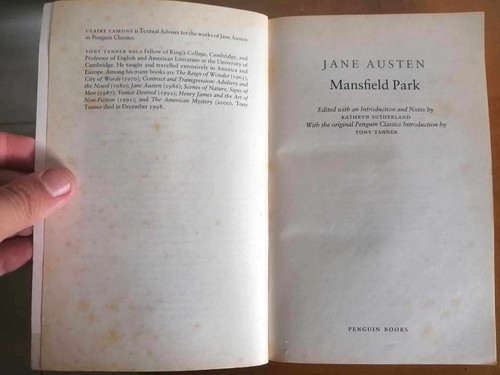 CLAIRE LAMONT is Textual Adviser for the works of Jane Austen
in Penguin Classics.
TONY TANNER was a Fellow of King's College, Cambridge, and
Professor of English and American Literature at the University of
Cambridge. He taught and travelled extensively in America and
Europe. Among his many books are The Reign of Wonder (1965);
City of Words (1970); Contract and Transgression: Adultery and
the Novel (1980); Jane Austen (1986); Scenes of Nature, Signs of
Men (1987); Venice Desired (1992); Henry James and the Art of
Non-Fiction (1995); and The American Mystery (2000). Tony
Tanner died in December 1998.
JANE AUSTEN
Mansfield Park
Edited with an Introduction and Notes by
KATHRYN SUTHERLAND
With the original Penguin Classics Introduction by
TONY TANNER
PENGUIN BOOKS